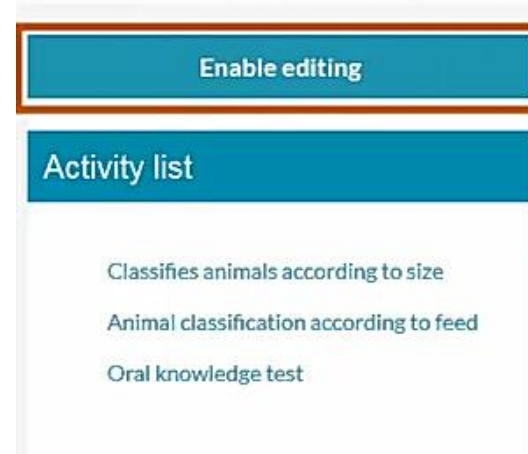 Enable editing
Activity list
Classifies animals according to size
Animal classification according to feed
Oral knowledge test